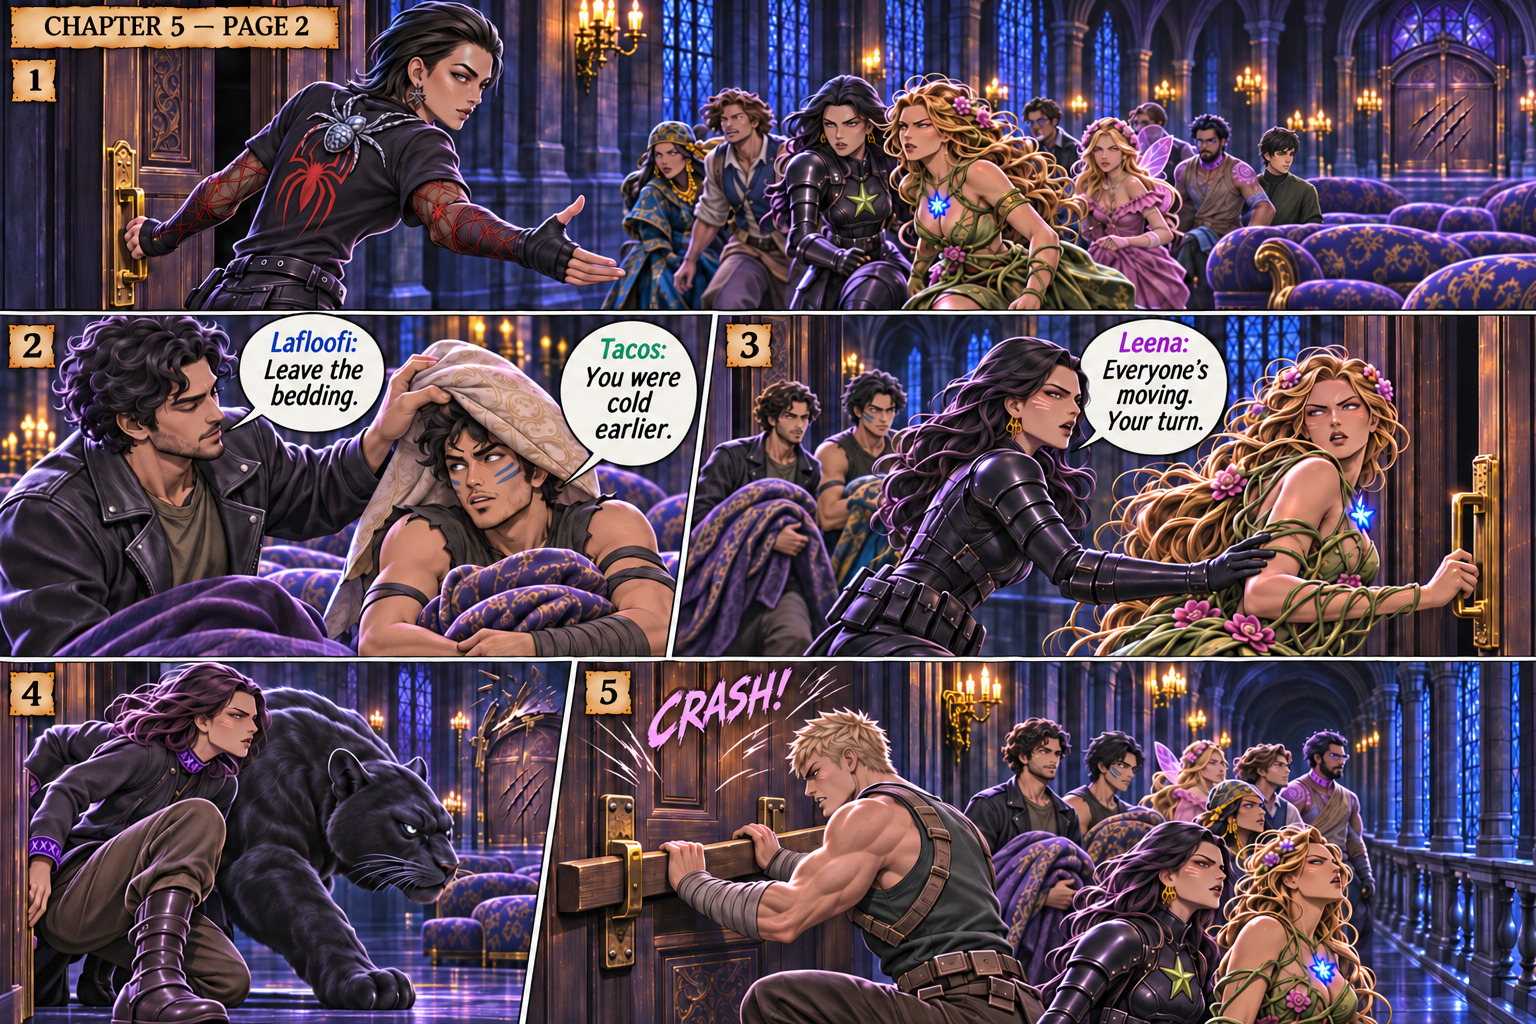 CHAPTER 5 — PAGE 2
1
2
Lafloofi:
Leave the
bedding.
Tacos:
You were
cold
earlier.
3
Leena:
Everyone's
moving.
Your turn.
4
5
CRASH!